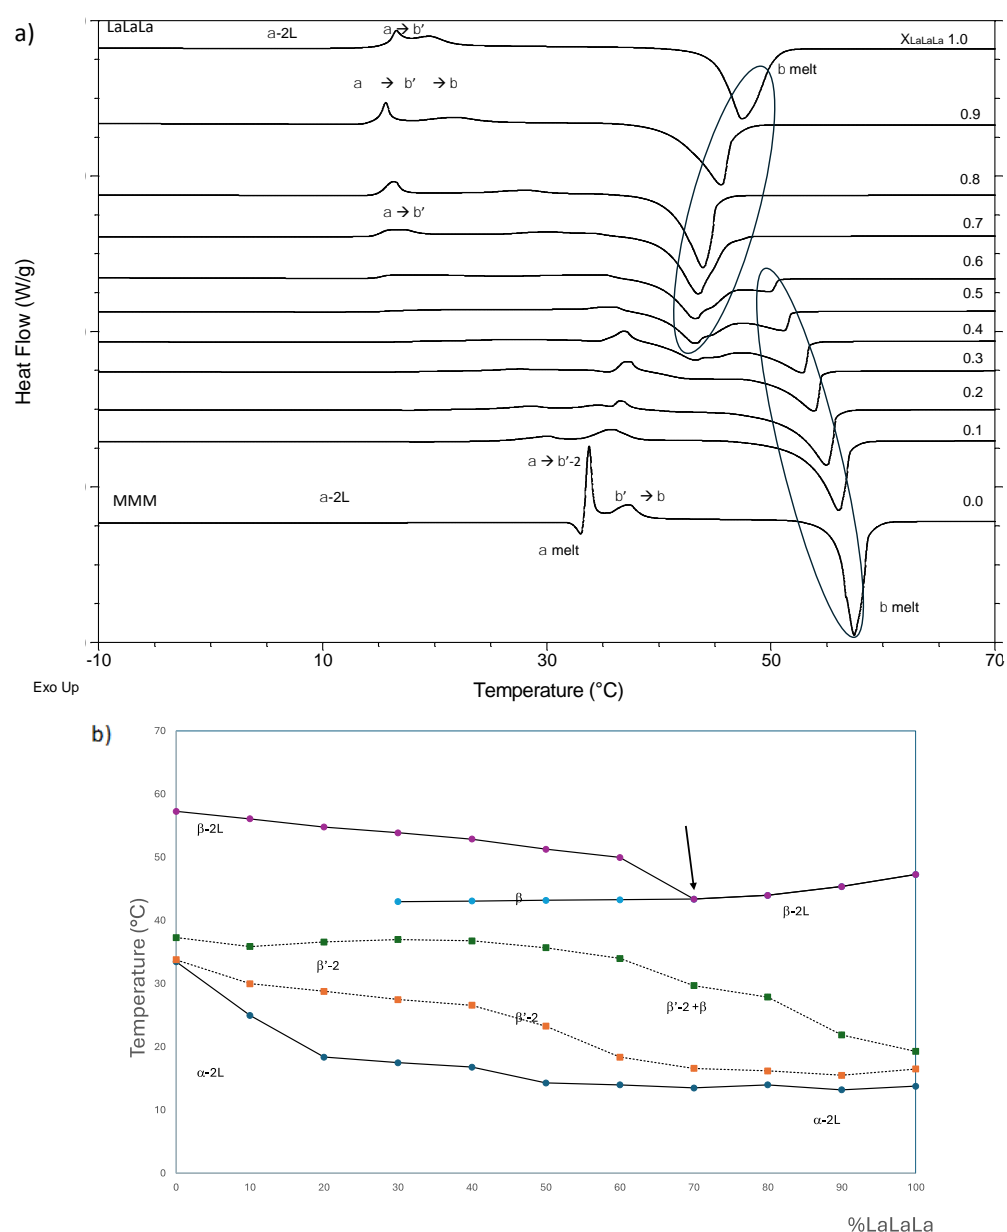 a)
LaLaLa
a-2L
a → b'
XLaLaLa 1.0
b melt
a → b' → b
0.9
0.8
a → b'
0.7
0.6
0.5
0.4
0.3
0.2
0.1
a → b'-2
MMM
a-2L
b' → b
0.0
a melt
b melt
Heat Flow (W/g)
-10 10 30 50 70
Exo Up
Temperature (°C)
b)
70
60
50
40
30
20
10
0
Temperature (°C)
β-2L
β
β-2L
β'-2
β'-2 +β
β'-2
α-2L
α-2L
0 10 20 30 40 50 60 70 80 90 100
%LaLaLa